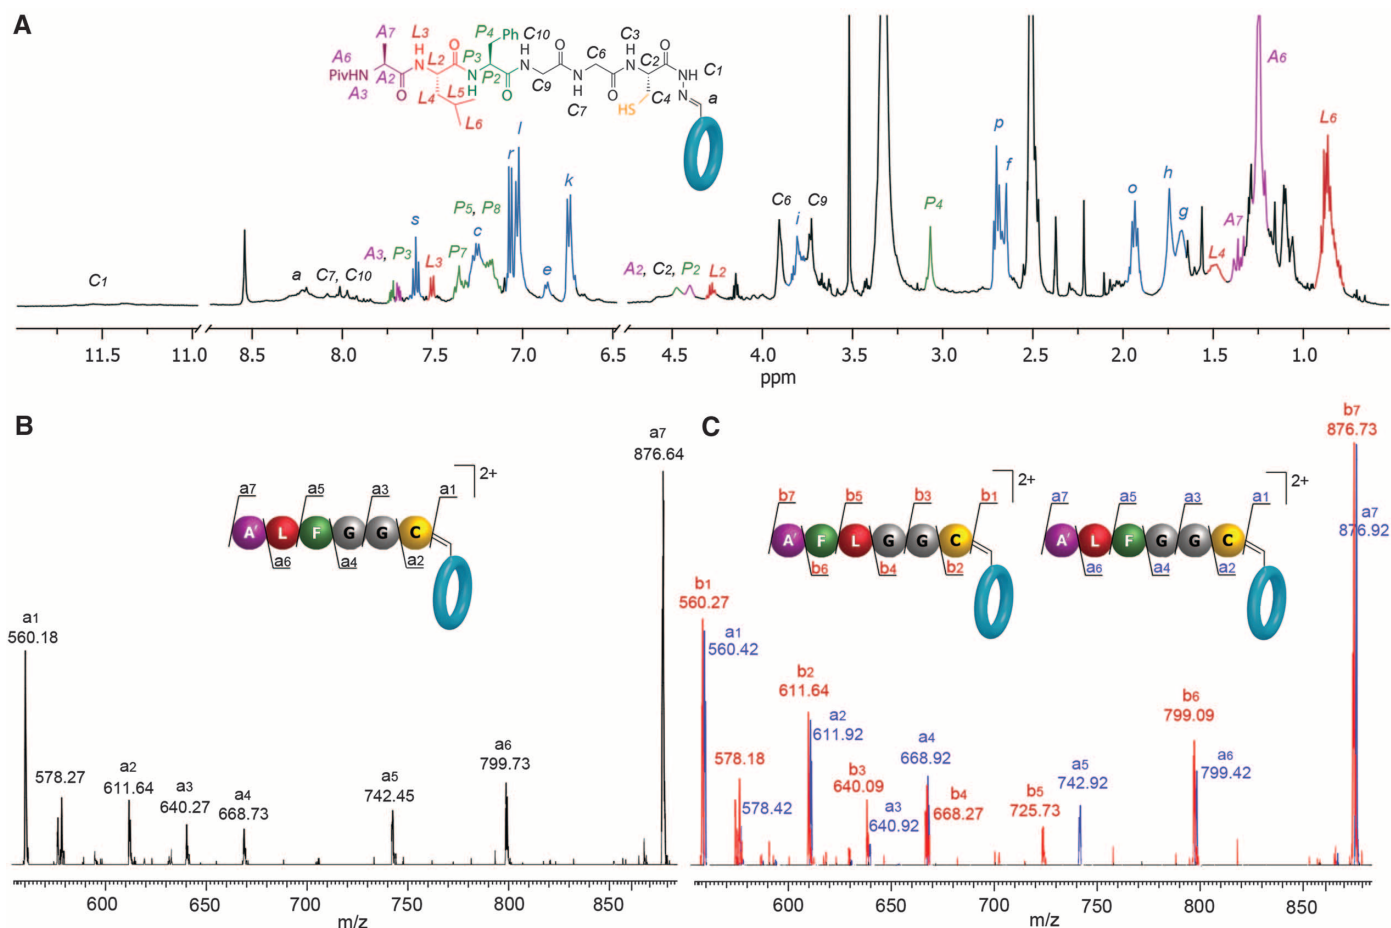 A
A7
L3
H
P4
Ph
C10
C3
A6
PivHN
A3
A2
L2
P3
P2
C9
C6
C7
C2
C4
C1
HS
a
L4
L5
L6
C1
a
C7, C10
A3, P3
s
L3
P7
P5, P8
c
r
l
e
k
A2, C2, P2
L2
C6
i
C9
P4
p
f
o
h
g
L4
A7
A6
L6
11.5 11.0 8.5 8.0 7.5 7.0 6.5 4.5 4.0 3.5 3.0 2.5 2.0 1.5 1.0
ppm
B
a7
876.64
a7 a5 a3 a1 2+
A' L F G G C
a6 a4 a2
a1
560.18
578.27
a2
611.64
a3
640.27
a4
668.73
a5
742.45
a6
799.73
600 650 700 750 800 850
m/z
C
b7
876.73
a7
876.92
b7 b5 b3 b1 2+
A' F L G G C
b6 b4 b2
a7 a5 a3 a1 2+
A' L F G G C
a6 a4 a2
b1
560.27
a1
560.42
578.18
578.42
b2
611.64
a2
611.92
b3
640.09
a3
640.92
a4
668.92
b4
668.27
b5
725.73
a5
742.92
b6
799.09
a6
799.42
600 650 700 750 800 850
m/z